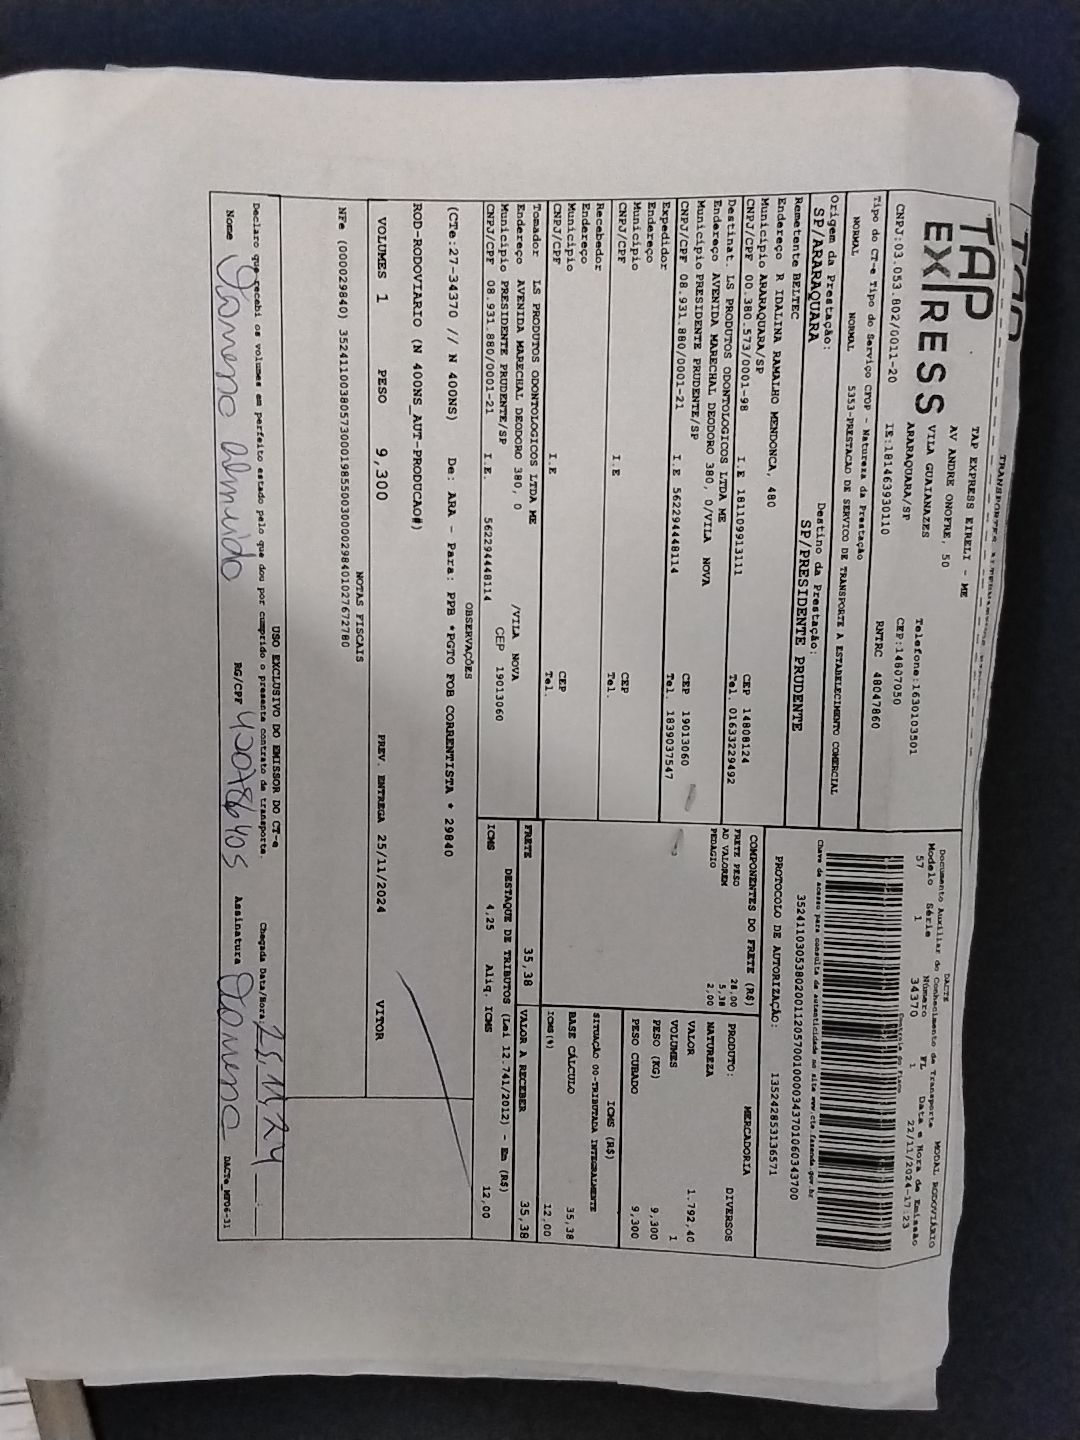 TAP
EXPRESS
TAP EXPRESS EIRELI - ME
AV ANDRE ONOFRE, 50
VILA GUAIANAZES
ARARAQUARA/SP
Telefone:1630103501
CEP:14807050
CNPJ:03.053.802/0011-20 IE:181463930110 RNTRC 48047860
Tipo do CT-e Tipo do Serviço CFOP - Natureza da Prestação
NORMAL NORMAL 5353-PRESTACAO DE SERVICO DE TRANSPORTE A ESTABELECIMENTO COMERCIAL
Origem da Prestação: Destino da Prestação:
SP/ARARAQUARA SP/PRESIDENTE PRUDENTE
Remetente BELTEC
Endereço R IDALINA RAMALHO MENDONCA, 480
Município ARARAQUARA/SP CEP 14808124
CNPJ/CPF 00.380.573/0001-98 I.E 181109913111 Tel. 01633229492
Destinat. LS PRODUTOS ODONTOLOGICOS LTDA ME
Endereço AVENIDA MARECHAL DEODORO 380, 0/VILA NOVA
Município PRESIDENTE PRUDENTE/SP CEP 19013060
CNPJ/CPF 08.931.880/0001-21 I.E 562294448114 Tel. 1839037547
Expedidor
Endereço
Município CEP
CNPJ/CPF I.E Tel.
Recebedor
Endereço
Município CEP
CNPJ/CPF I.E Tel.
Tomador LS PRODUTOS ODONTOLOGICOS LTDA ME
Endereço AVENIDA MARECHAL DEODORO 380, 0 /VILA NOVA
Município PRESIDENTE PRUDENTE/SP CEP 19013060
CNPJ/CPF 08.931.880/0001-21 I.E. 562294448114
DACTE
Documento Auxiliar do Conhecimento de Transporte MODAL RODOVIÁRIO
Modelo Série Número FL Data e Hora de Emissão
57 1 34370 1 22/11/2024-17:23
Controle do Fisco
Chave de acesso para consulta de autenticidade no site www.cte.fazenda.gov.br
35241103053802001120570010000343701060343700
PROTOCOLO DE AUTORIZAÇÃO: 135242853136571
COMPONENTES DO FRETE (R$)
FRETE PESO 28,00
AD VALOREM 5,38
PEDAGIO 2,00
MERCADORIA
PRODUTO: DIVERSOS
NATUREZA
VALOR 1.792,40
VOLUMES 1
PESO (KG) 9,300
PESO CUBADO 9,300
ICMS (R$)
SITUAÇÃO 00-TRIBUTADA INTEGRALMENTE
BASE CÁLCULO 35,38
ICMS(%) 12,00
FRETE 35,38 VALOR A RECEBER 35,38
DESTAQUE DE TRIBUTOS (Lei 12.741/2012) - Em (R$)
ICMS 4,25 Aliq. ICMS 12,00
OBSERVAÇÕES
(CTe:27-34370 // N 400NS) De: ARA - Para: PPB *PGTO FOB CORRENTISTA * 29840
ROD-RODOVIARIO (N 400NS_AUT-PRODUCAO#)
VOLUMES 1 PESO 9,300 PREV. ENTREGA 25/11/2024 VITOR
NOTAS FISCAIS
NFe (000029840) 35241100380573000198550030000298401027672780
USO EXCLUSIVO DO EMISSOR DO CT-e
Declaro que recebi os volumes em perfeito estado pelo que dou por cumprido o presente contrato de transporte. Chegada Data/Hora 25,11,24
Nome RG/CPF Assinatura DACTe_MF06-31